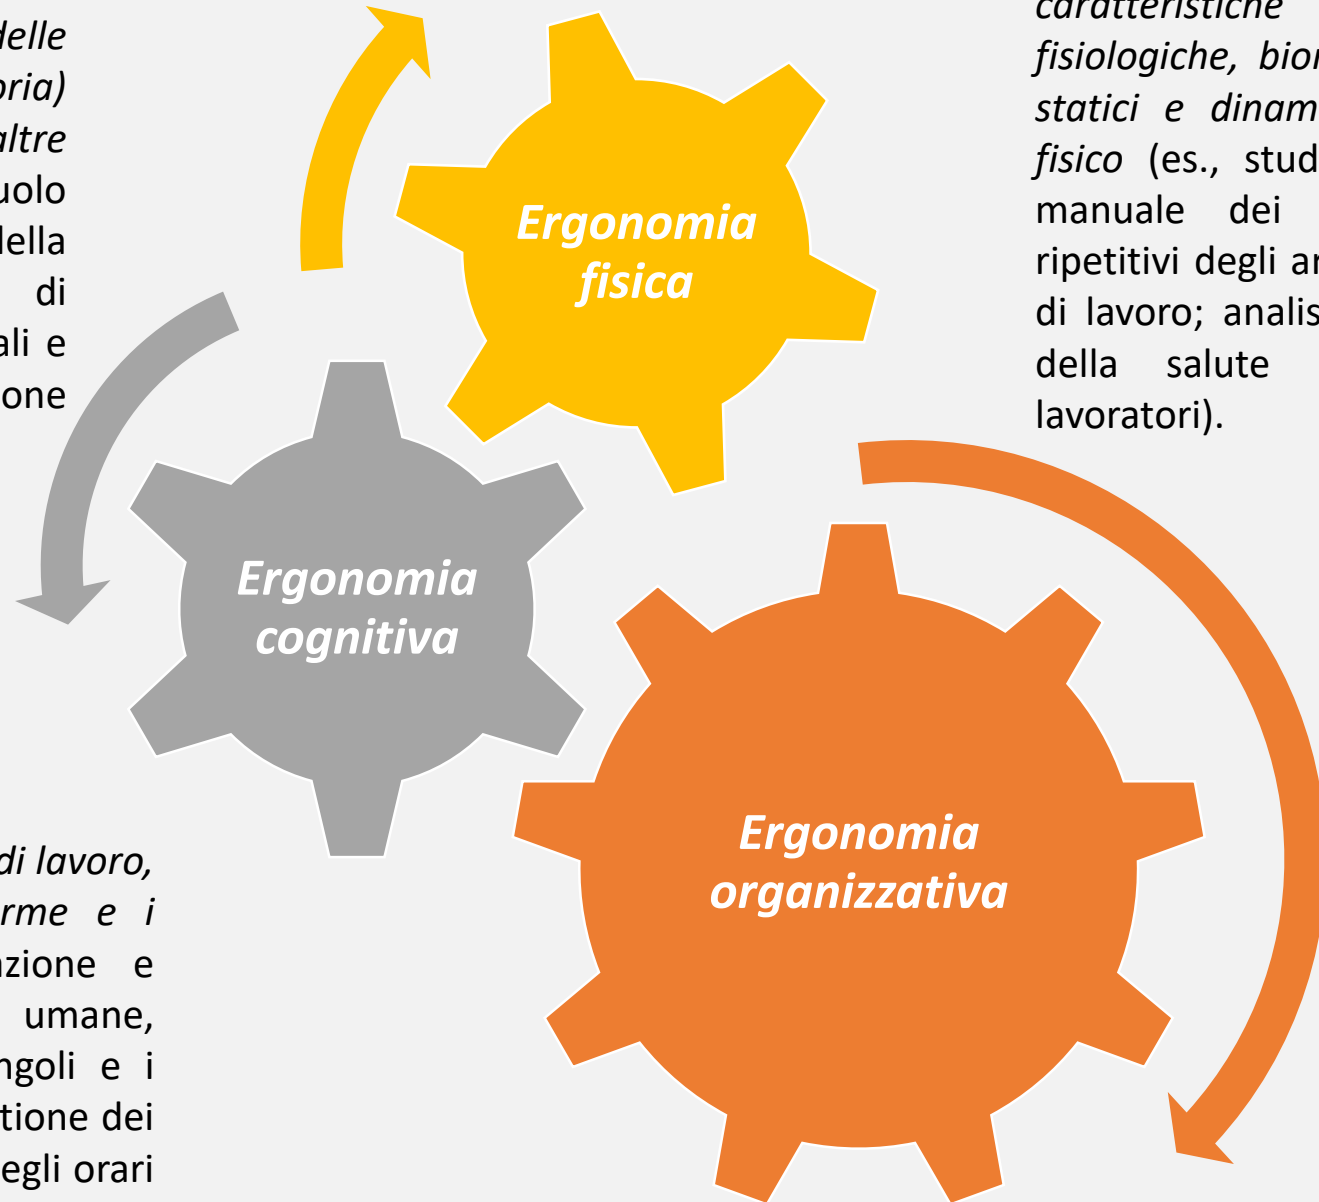 delle
oria)
altre
uolo
della
di
ali e
one
caratteristiche
fisiologiche, bior
statici e dinam
fisico (es., stud
manuale dei
ripetitivi degli ar
di lavoro; analis
della salute
lavoratori).
Ergonomia
fisica
Ergonomia
cognitiva
Ergonomia
organizzativa
di lavoro,
rme e i
zione e
umane,
ngoli e i
tione dei
egli orari